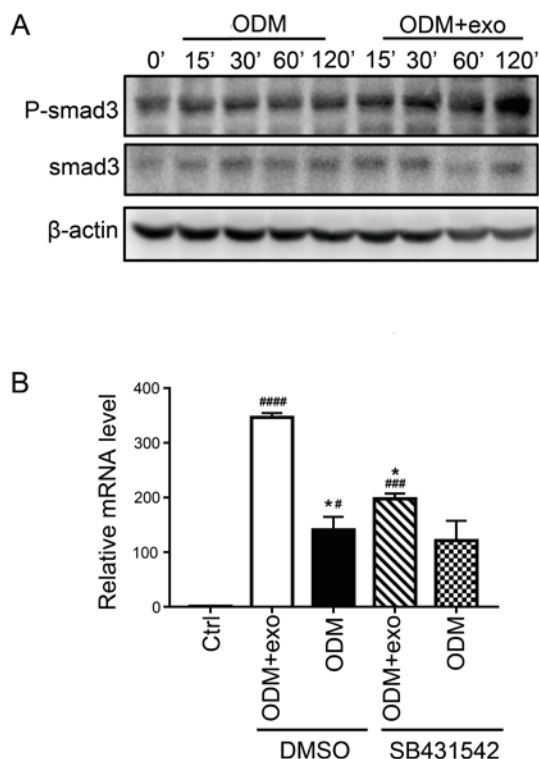 A
ODM ODM+exo
0' 15' 30' 60' 120' 15' 30' 60' 120'
P-smad3
smad3
β-actin
B
Relative mRNA level
400
300
200
100
0
####
* #
*
###
Ctrl
ODM+exo
ODM
ODM+exo
ODM
DMSO SB431542